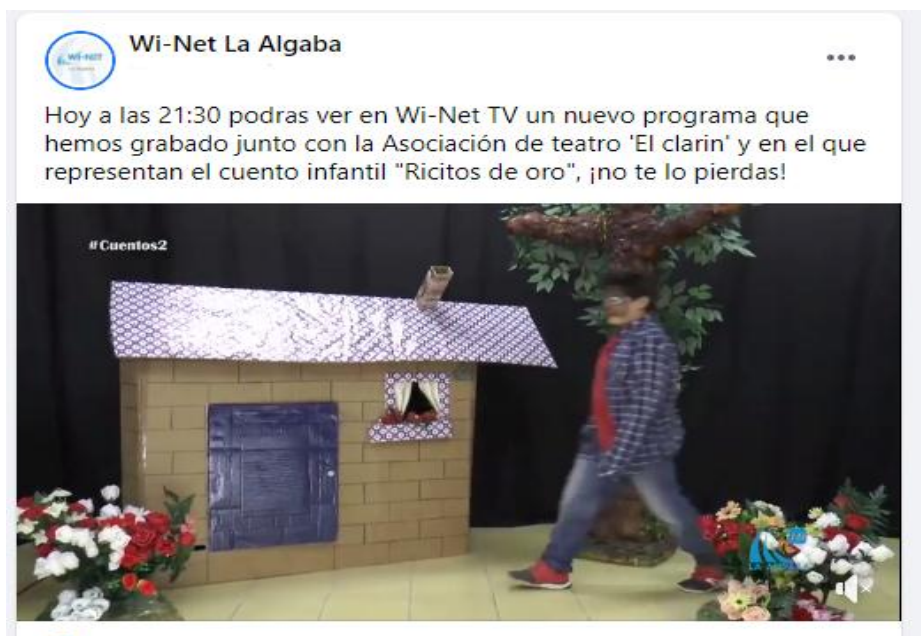 Wi-Net La Algaba
Wi-Net
Hoy a las 21:30 podras ver en Wi-Net TV un nuevo programa que
hemos grabado junto con la Asociación de teatro 'El clarin' y en el que
representan el cuento infantil "Ricitos de oro", ¡no te lo pierdas!
#Cuentos2